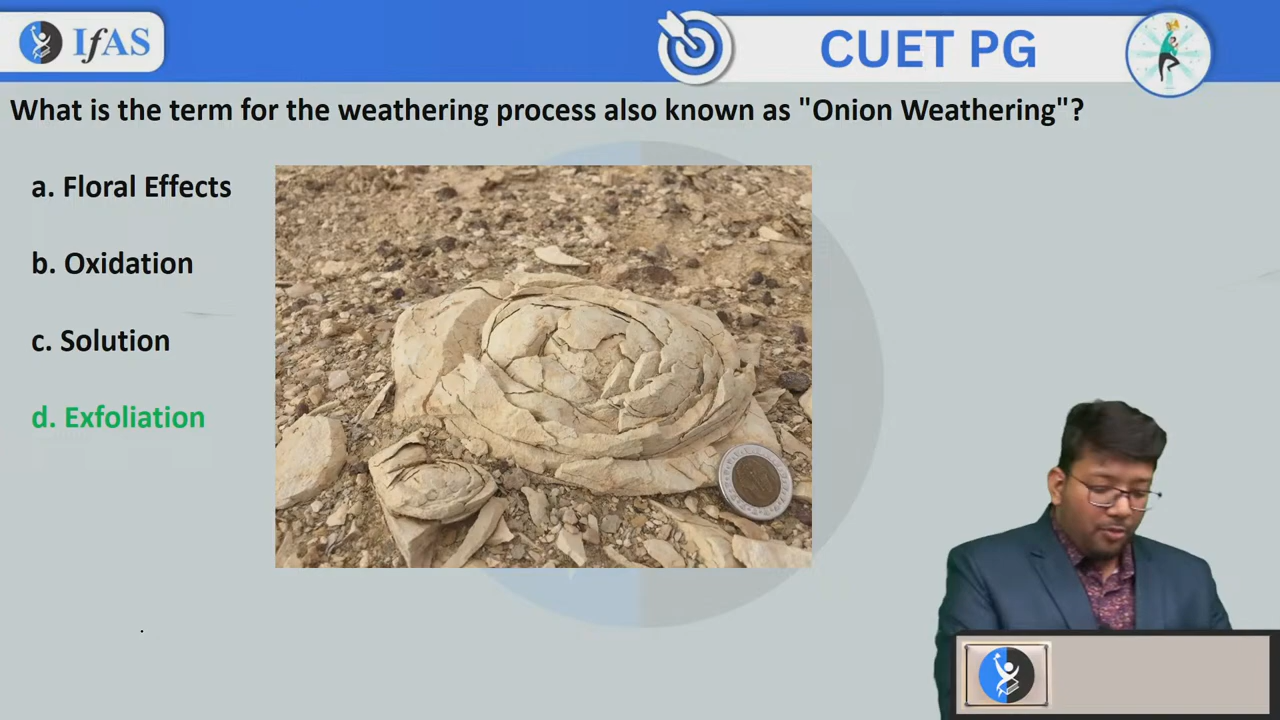 IfAS
CUET PG
What is the term for the weathering process also known as "Onion Weathering"?
a. Floral Effects
b. Oxidation
c. Solution
d. Exfoliation